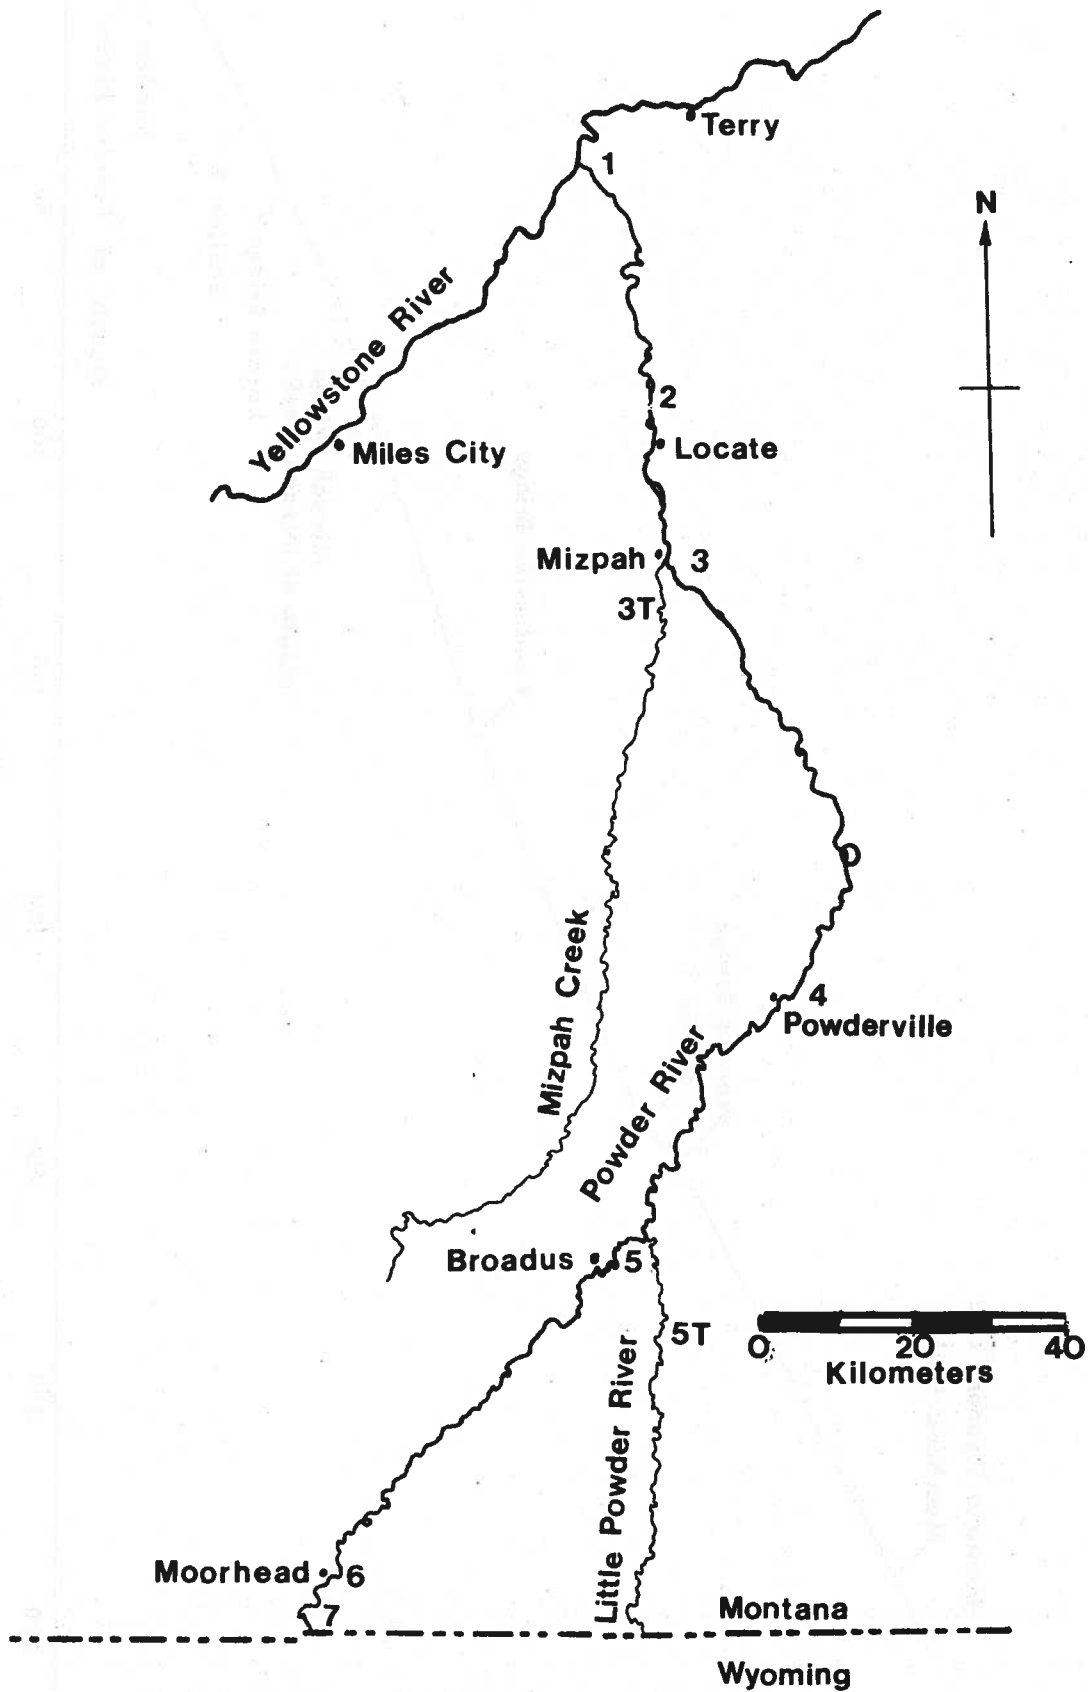 Terry
1
N
Yellowstone River
2
Miles City
Locate
Mizpah
3
3T
Mizpah Creek
4
Powderville
Powder River
Broadus
5
5T
0 20 40
Kilometers
Little Powder River
Moorhead
6
7
Montana
Wyoming